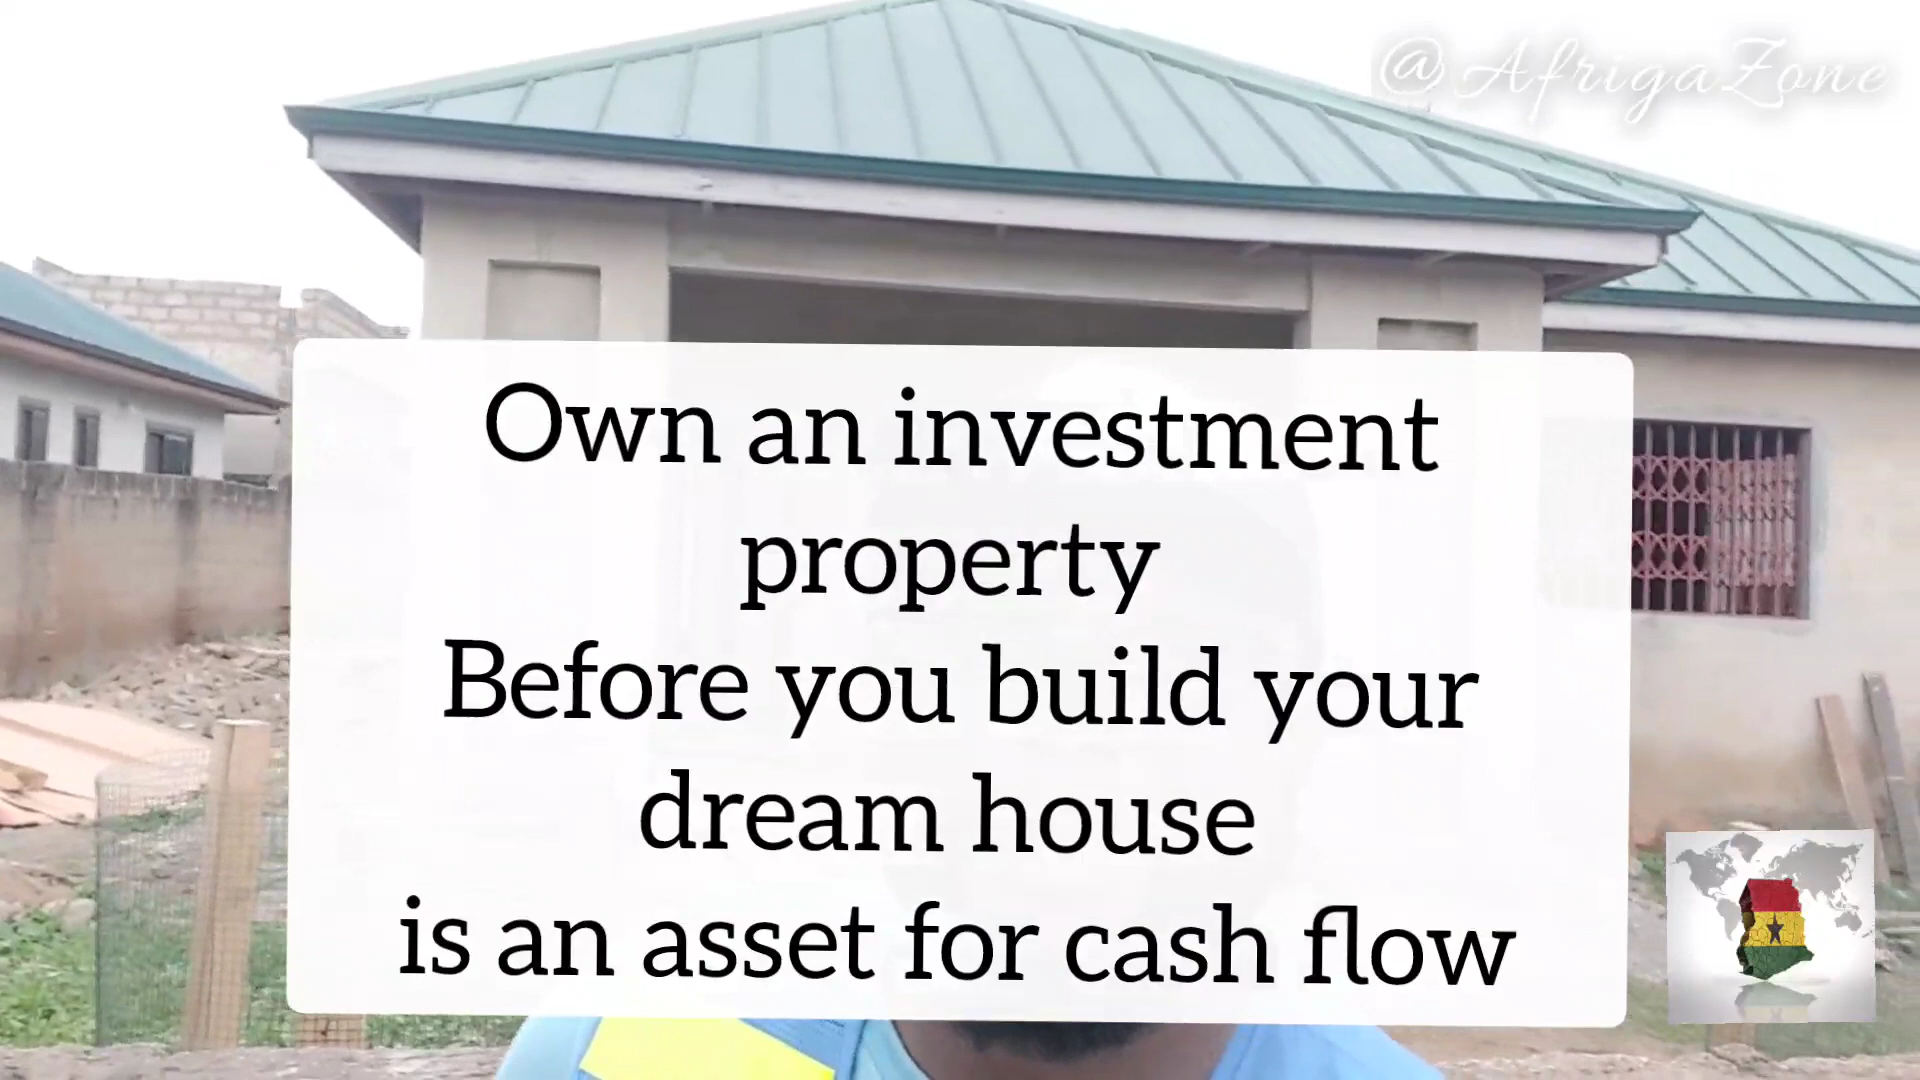 @AfrigaZone
Own an investment
property
Before you build your
dream house
is an asset for cash flow